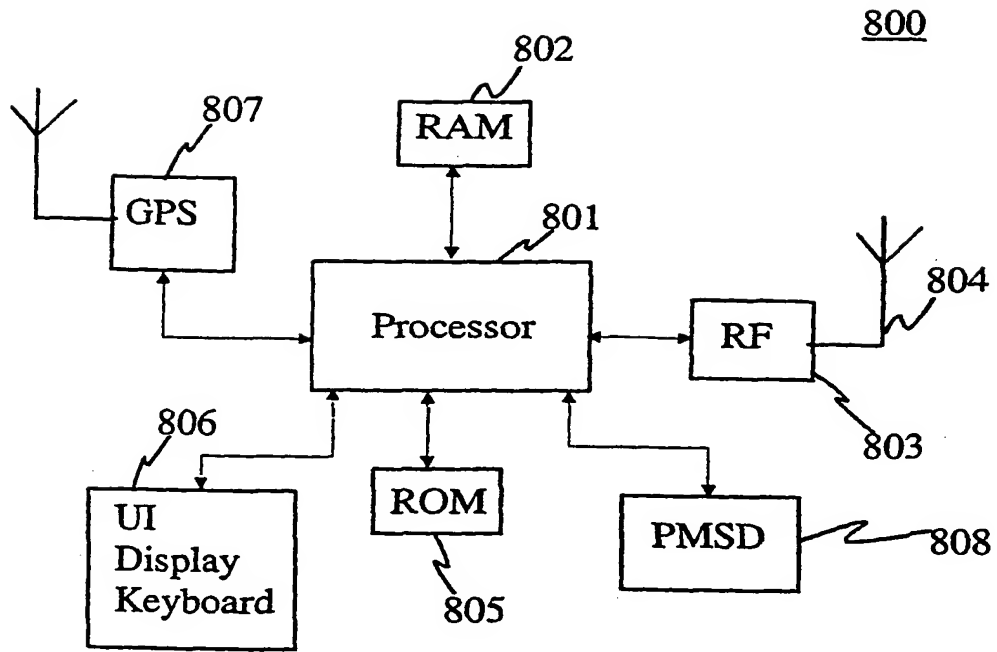 800
802
RAM
807
GPS
801
Processor
804
RF
803
806
UI
Display
Keyboard
ROM
805
PMSD
808